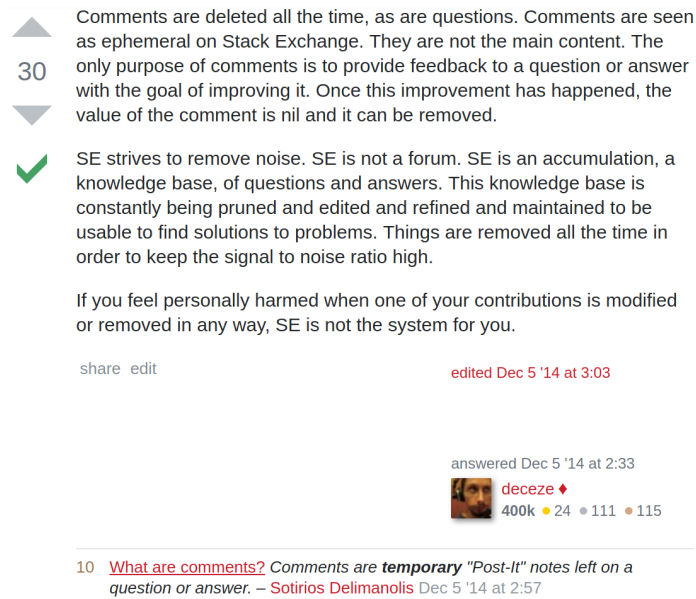 Comments are deleted all the time, as are questions. Comments are seen
as ephemeral on Stack Exchange. They are not the main content. The
only purpose of comments is to provide feedback to a question or answer
with the goal of improving it. Once this improvement has happened, the
value of the comment is nil and it can be removed.
30
SE strives to remove noise. SE is not a forum. SE is an accumulation, a
knowledge base, of questions and answers. This knowledge base is
constantly being pruned and edited and refined and maintained to be
usable to find solutions to problems. Things are removed all the time in
order to keep the signal to noise ratio high.
If you feel personally harmed when one of your contributions is modified
or removed in any way, SE is not the system for you.
share edit
edited Dec 5 '14 at 3:03
answered Dec 5 '14 at 2:33
deceze ♦
400k ● 24 ● 111 ● 115
10 What are comments? Comments are temporary "Post-It" notes left on a
question or answer. – Sotirios Delimanolis Dec 5 '14 at 2:57